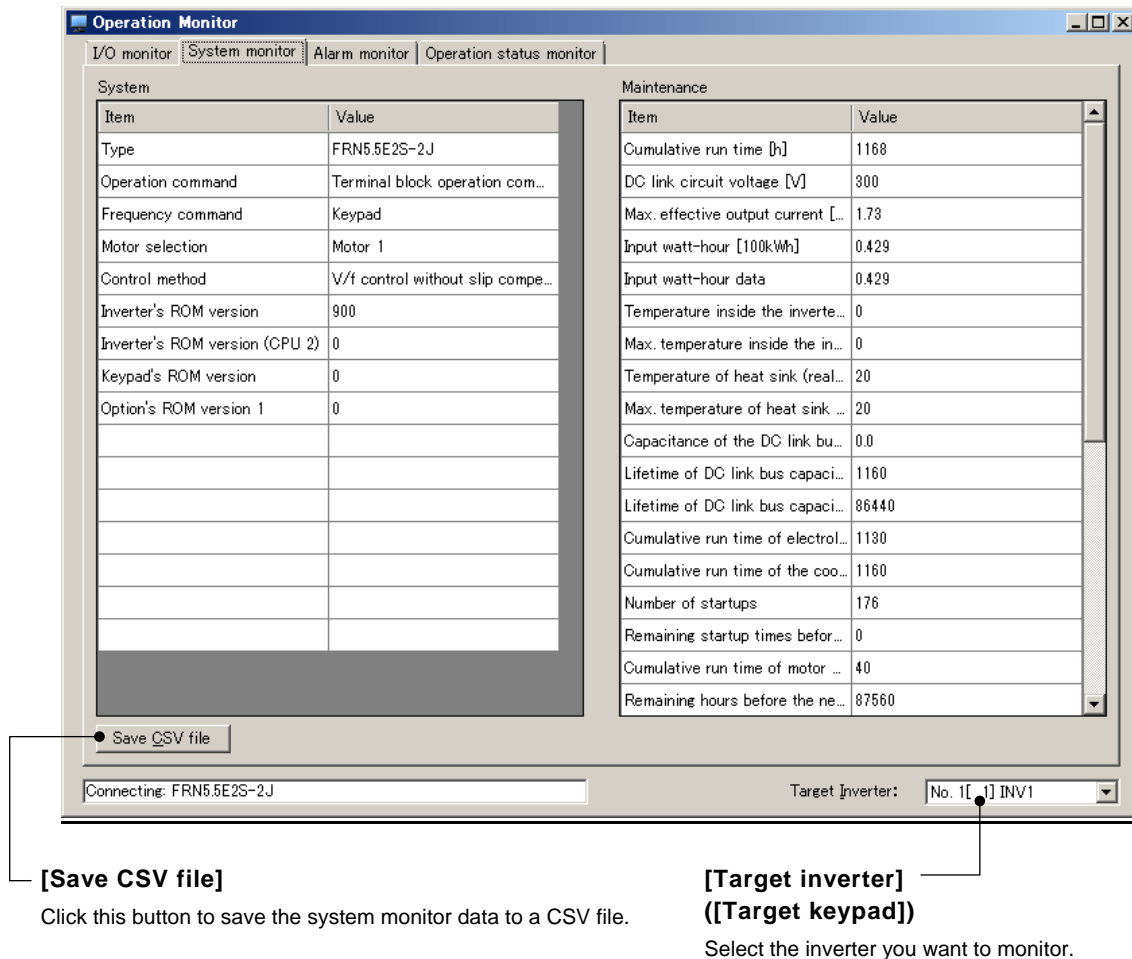 Operation Monitor
I/O monitor System monitor Alarm monitor Operation status monitor
System
Item Value
Type FRN5.5E2S-2J
Operation command Terminal block operation com...
Frequency command Keypad
Motor selection Motor 1
Control method V/f control without slip compe...
Inverter's ROM version 900
Inverter's ROM version (CPU 2) 0
Keypad's ROM version 0
Option's ROM version 1 0
Maintenance
Item Value
Cumulative run time [h] 1168
DC link circuit voltage [V] 300
Max. effective output current [... 1.73
Input watt-hour [100kWh] 0.429
Input watt-hour data 0.429
Temperature inside the inverte... 0
Max. temperature inside the in... 0
Temperature of heat sink (real... 20
Max. temperature of heat sink ... 20
Capacitance of the DC link bu... 0.0
Lifetime of DC link bus capaci... 1160
Lifetime of DC link bus capaci... 86440
Cumulative run time of electrol... 1130
Cumulative run time of the coo... 1160
Number of startups 176
Remaining startup times befor... 0
Cumulative run time of motor ... 40
Remaining hours before the ne... 87560
Save CSV file
Connecting: FRN5.5E2S-2J
Target Inverter: No. 1[ 1] INV1
[Save CSV file]
Click this button to save the system monitor data to a CSV file.
[Target inverter]
([Target keypad])
Select the inverter you want to monitor.